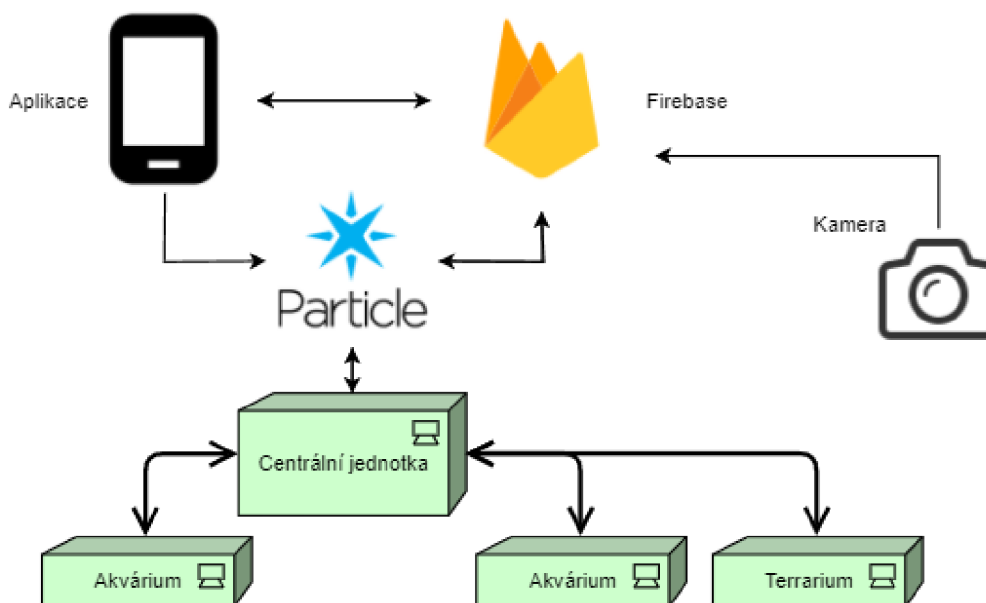 Aplikace
Firebase
Kamera
Particle
Centrální jednotka
Akvárium
Akvárium
Terrarium